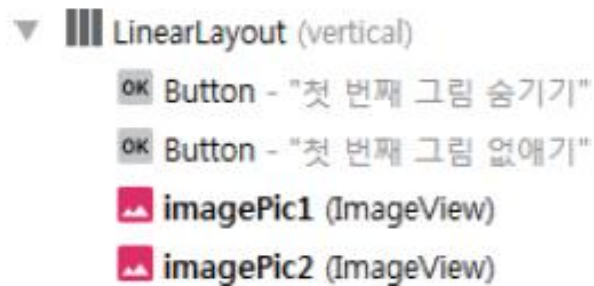 LinearLayout (vertical)
OK Button - "첫 번째 그림 숨기기"
OK Button - "첫 번째 그림 없애기"
imagePic1 (ImageView)
imagePic2 (ImageView)